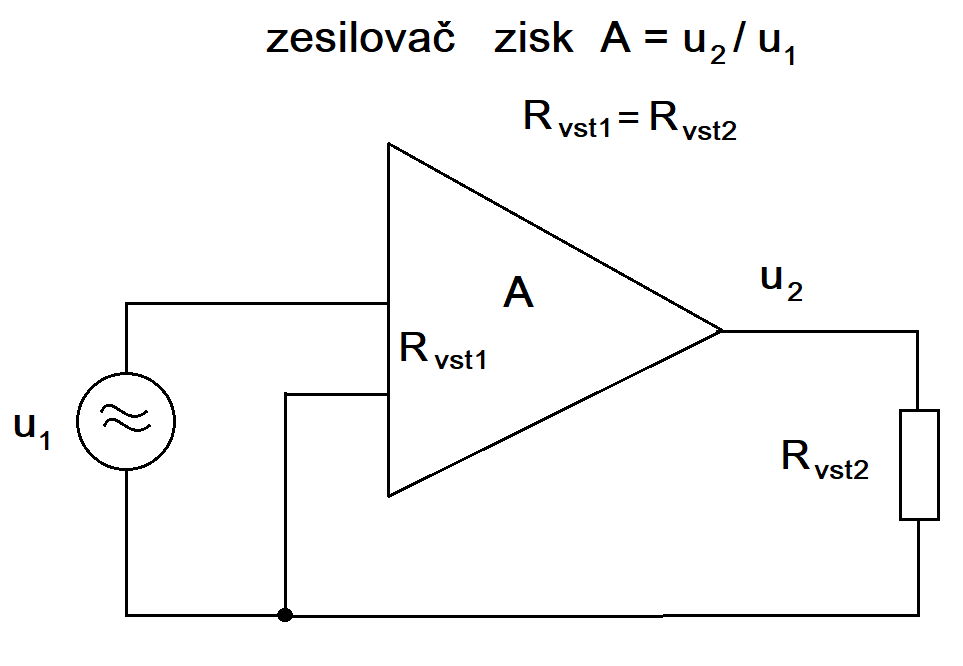 zesilovač zisk A = u2 / u1
Rvst1 = Rvst2
A
u2
Rvst1
u1
Rvst2